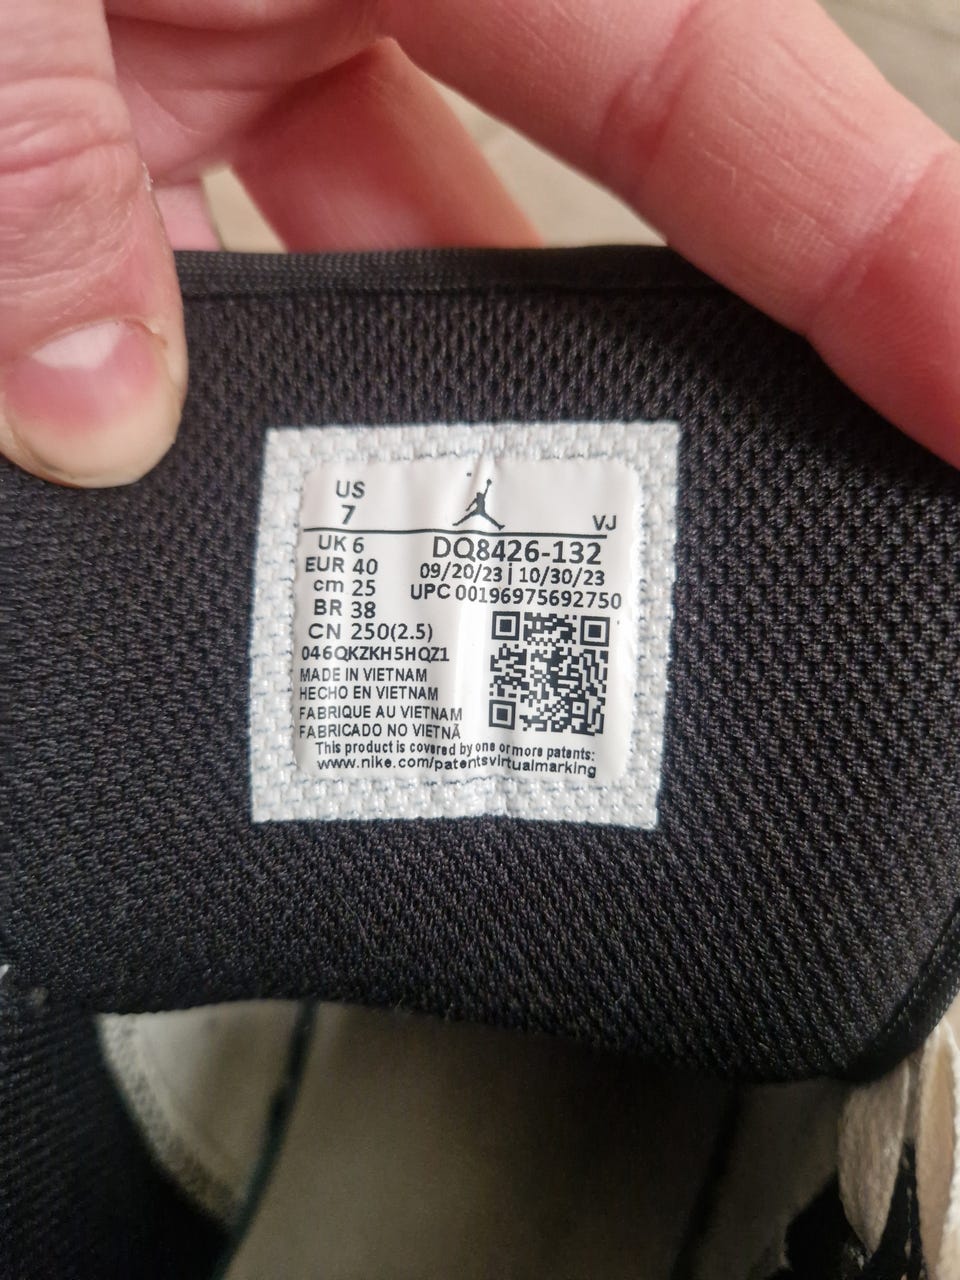 US
7
VJ
UK 6
DQ8426-132
EUR 40
09/20/23 | 10/30/23
cm 25
UPC 00196975692750
BR 38
CN 250(2.5)
046QKZKH5HQZ1
MADE IN VIETNAM
HECHO EN VIETNAM
FABRIQUE AU VIETNAM
FABRICADO NO VIETNÃ
This product is covered by one or more patents:
www.nike.com/patentsvirtualmarking